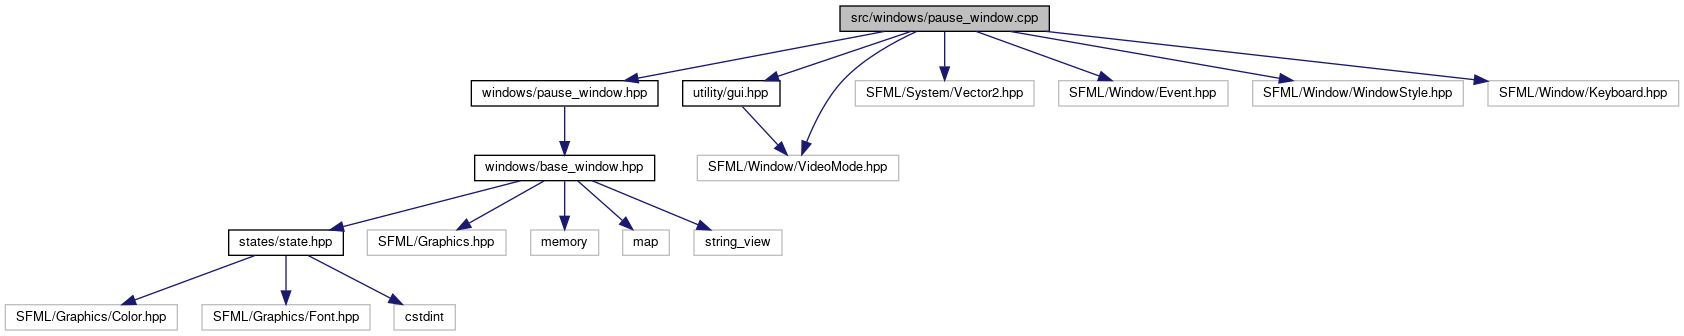 src/windows/pause_window.cpp
windows/pause_window.hpp
utility/gui.hpp
SFML/System/Vector2.hpp
SFML/Window/Event.hpp
SFML/Window/WindowStyle.hpp
SFML/Window/Keyboard.hpp
windows/base_window.hpp
SFML/Window/VideoMode.hpp
states/state.hpp
SFML/Graphics.hpp
memory
map
string_view
SFML/Graphics/Color.hpp
SFML/Graphics/Font.hpp
cstdint